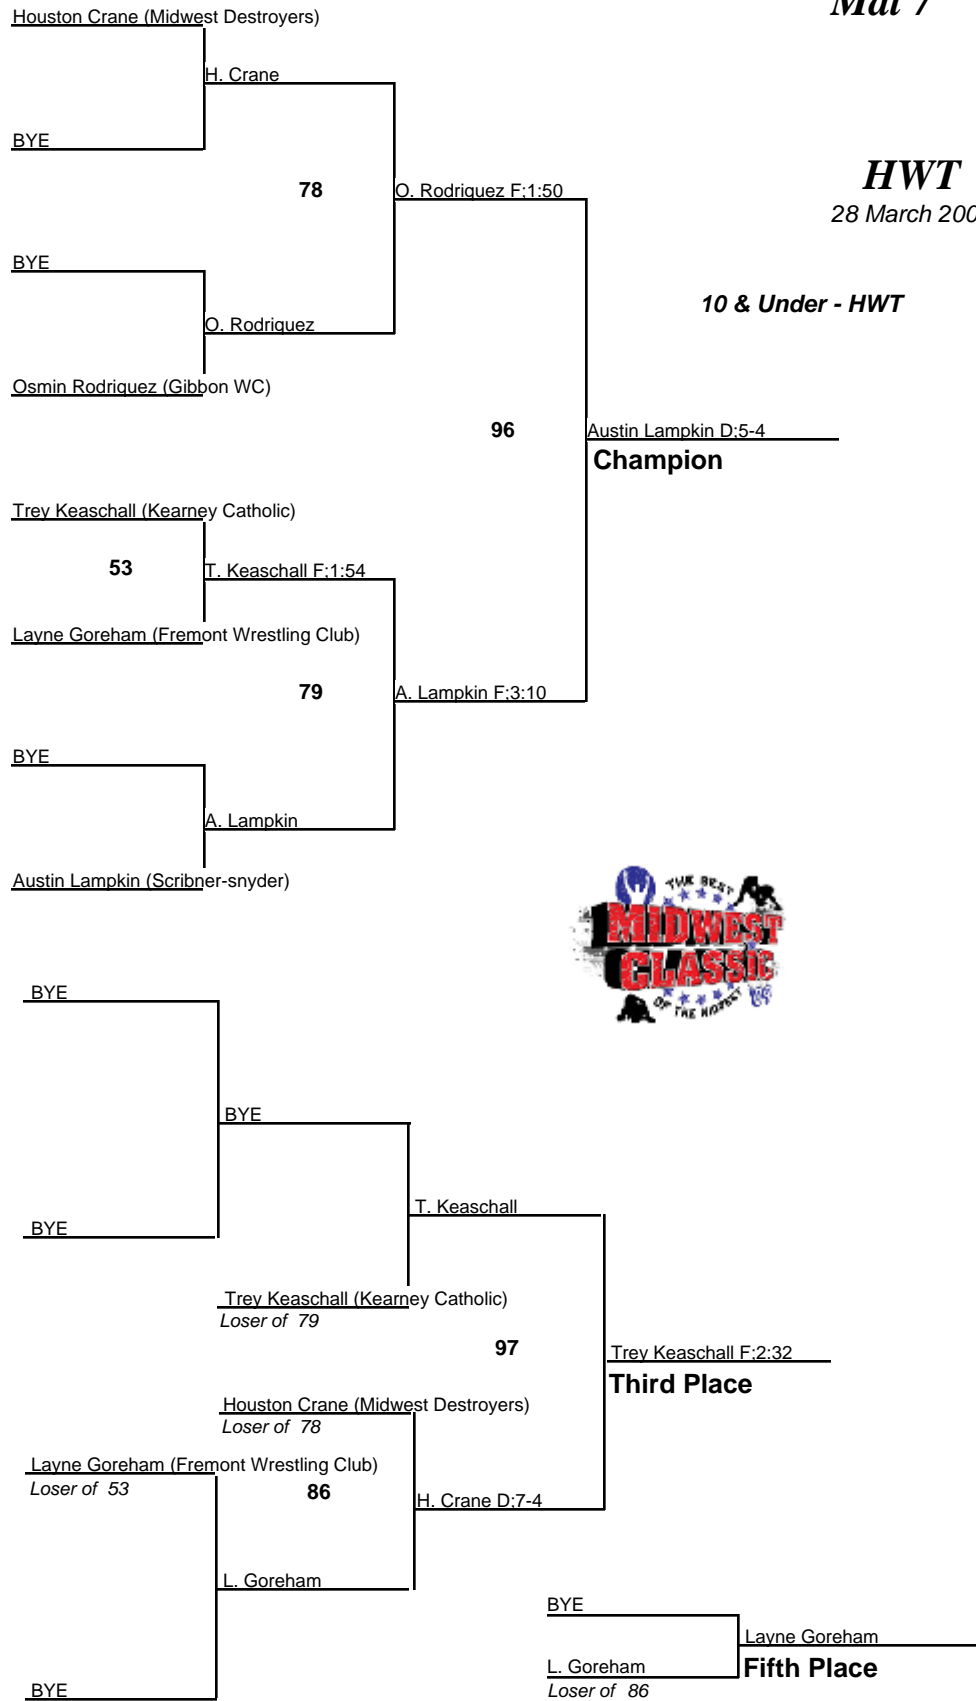 Mat 7
Houston Crane (Midwest Destroyers)
H. Crane
BYE
78
O. Rodriquez F;1:50
HWT
28 March 200
BYE
O. Rodriquez
10 & Under - HWT
Osmin Rodriquez (Gibbon WC)
96
Austin Lampkin D;5-4
Champion
Trey Keaschall (Kearney Catholic)
53
T. Keaschall F;1:54
Layne Goreham (Fremont Wrestling Club)
79
A. Lampkin F;3:10
BYE
A. Lampkin
Austin Lampkin (Scribner-snyder)
THE BEST
MIDWEST
CLASSIC
OF THE MIDWEST
BYE
BYE
T. Keaschall
BYE
Trey Keaschall (Kearney Catholic)
Loser of 79
97
Trey Keaschall F;2:32
Third Place
Houston Crane (Midwest Destroyers)
Loser of 78
Layne Goreham (Fremont Wrestling Club)
Loser of 53
86
H. Crane D;7-4
L. Goreham
BYE
Layne Goreham
L. Goreham
Fifth Place
Loser of 86
BYE